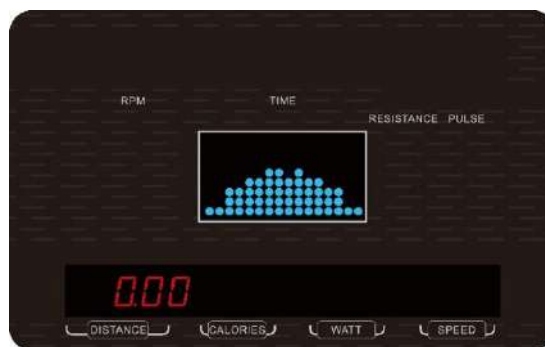 RPM TIME
RESISTANCE PULSE
0.00
DISTANCE CALORIES WATT SPEED